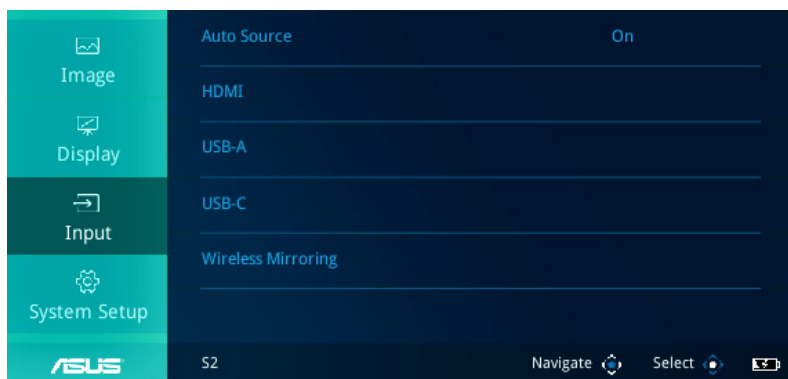 Image
Display
Input
System Setup
ASUS
Auto Source On
HDMI
USB-A
USB-C
Wireless Mirroring
S2 Navigate Select